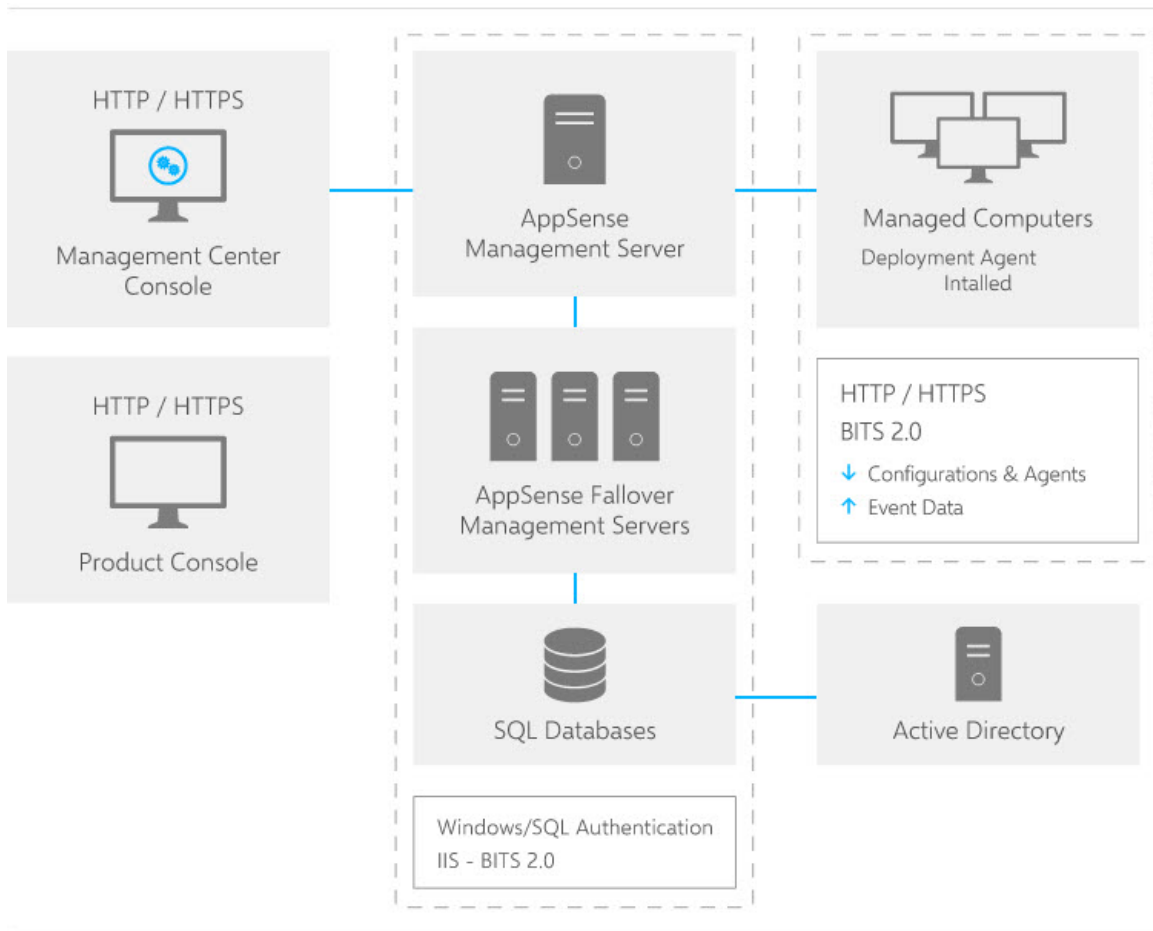 HTTP / HTTPS
Management Center
Console
HTTP / HTTPS
Product Console
AppSense
Management Server
AppSense Fallover
Management Servers
SQL Databases
Windows/SQL Authentication
IIS - BITS 2.0
Managed Computers
Deployment Agent
Intalled
HTTP / HTTPS
BITS 2.0
↓ Configurations & Agents
↑ Event Data
Active Directory